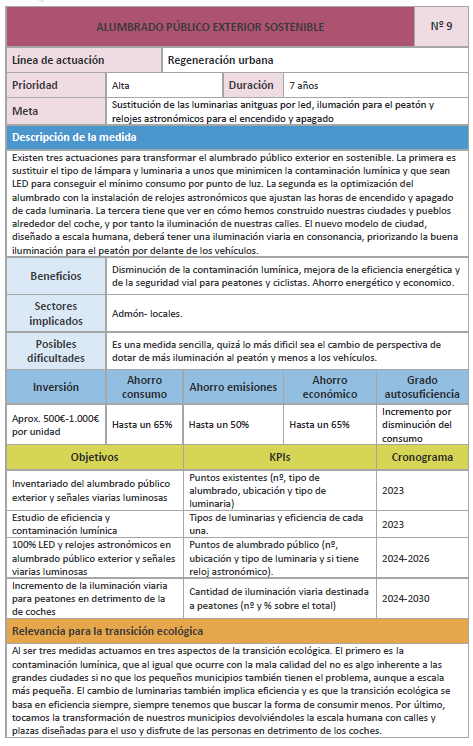 ALUMBRADO PÚBLICO EXTERIOR SOSTENIBLE
Nº 9
Línea de actuación
Regeneración urbana
Prioridad
Alta
Duración
7 años
Meta
Sustitución de las luminarias anitguas por led, ilumación para el peatón y
relojes astronómicos para el encendido y apagado
Descripción de la medida
Existen tres actuaciones para transformar el alumbrado público exterior en sostenible. La primera es
sustituir el tipo de lámpara y luminaria a unos que minimicen la contaminación lumínica y que sean
LED para conseguir el mínimo consumo por punto de luz. La segunda es la optimización del
alumbrado con la instalación de relojes astronómicos que ajustan las horas de encendido y apagado
de cada luminaria. La tercera tiene que ver en cómo hemos construido nuestras ciudades y pueblos
alrededor del coche, y por tanto la iluminación de nuestras calles. El nuevo modelo de ciudad,
diseñado a escala humana, deberá tener una iluminación viaria en consonancia, priorizando la buena
iluminación para el peatón por delante de los vehículos.
Beneficios
Disminución de la contaminación lumínica, mejora de la eficiencia energética y
de la seguridad vial para peatones y ciclistas. Ahorro energético y economico.
Sectores
implicados
Admón- locales.
Posibles
dificultades
Es una medida sencilla, quizá lo más dificil sea el cambio de perspectiva de
dotar de más iluminación al peatón y menos a los vehículos.
Inversión
Ahorro
consumo
Ahorro emisiones
Ahorro
económico
Grado
autosuficiencia
Aprox. 500€-1.000€
por unidad
Hasta un 65%
Hasta un 50%
Hasta un 65%
Incremento por
disminución del
consumo
Objetivos
KPIs
Cronograma
Inventariado del alumbrado público
exterior y señales viarias luminosas
Puntos existentes (nº, tipo de
alumbrado, ubicación y tipo de
luminaria)
2023
Estudio de eficiencia y
contaminación lumínica
Tipos de luminarias y eficiencia de cada
una.
2023
100% LED y relojes astronómicos en
alumbrado público exterior y señales
viarias luminosas
Puntos de alumbrado público (nº,
ubicación y tipo de luminaria y si tiene
reloj astronómico).
2024-2026
Incremento de la iluminación viaria
para peatones en detrimento de la
de coches
Cantidad de iluminación viaria destinada
a peatones (nº y % sobre el total)
2024-2030
Relevancia para la transición ecológica
Al ser tres medidas actuamos en tres aspectos de la transición ecológica. El primero es la
contaminación lumínica, que al igual que ocurre con la mala calidad del no es algo inherente a las
grandes ciudades si no que los pequeños municipios también tienen el problema, aunque a escala
más pequeña. El cambio de luminarias también implica eficiencia y es que la transición ecológica se
basa en eficiencia siempre, siempre tenemos que buscar la forma de consumir menos. Por último,
tocamos la transformación de nuestros municipios devolviéndoles la escala humana con calles y
plazas diseñadas para el uso y disfrute de las personas en detrimento de los coches.